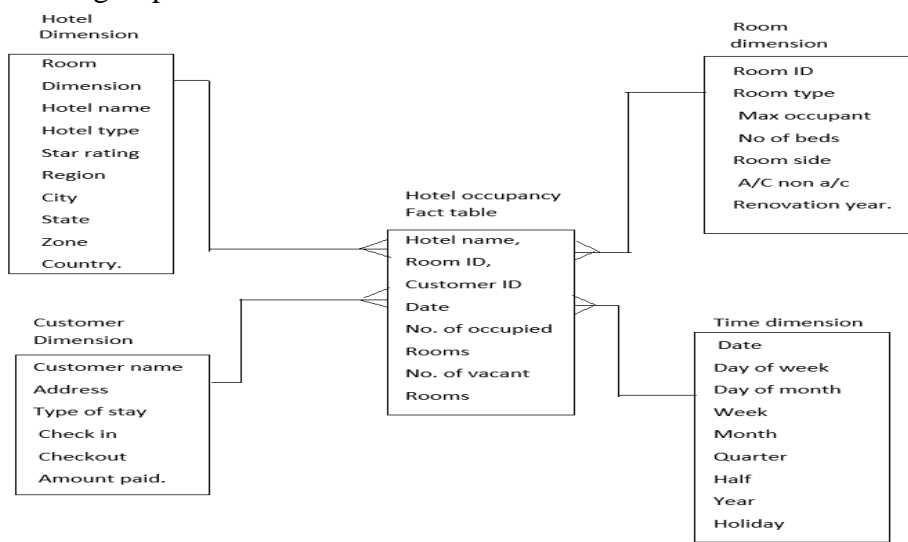 Hotel
Dimension
Room
Dimension
Hotel name
Hotel type
Star rating
Region
City
State
Zone
Country.
Room
dimension
Room ID
Room type
Max occupant
No of beds
Room side
A/C non a/c
Renovation year.
Hotel occupancy
Fact table
Hotel name,
Room ID,
Customer ID
Date
No. of occupied
Rooms
No. of vacant
Rooms
Customer
Dimension
Customer name
Address
Type of stay
Check in
Checkout
Amount paid.
Time dimension
Date
Day of week
Day of month
Week
Month
Quarter
Half
Year
Holiday